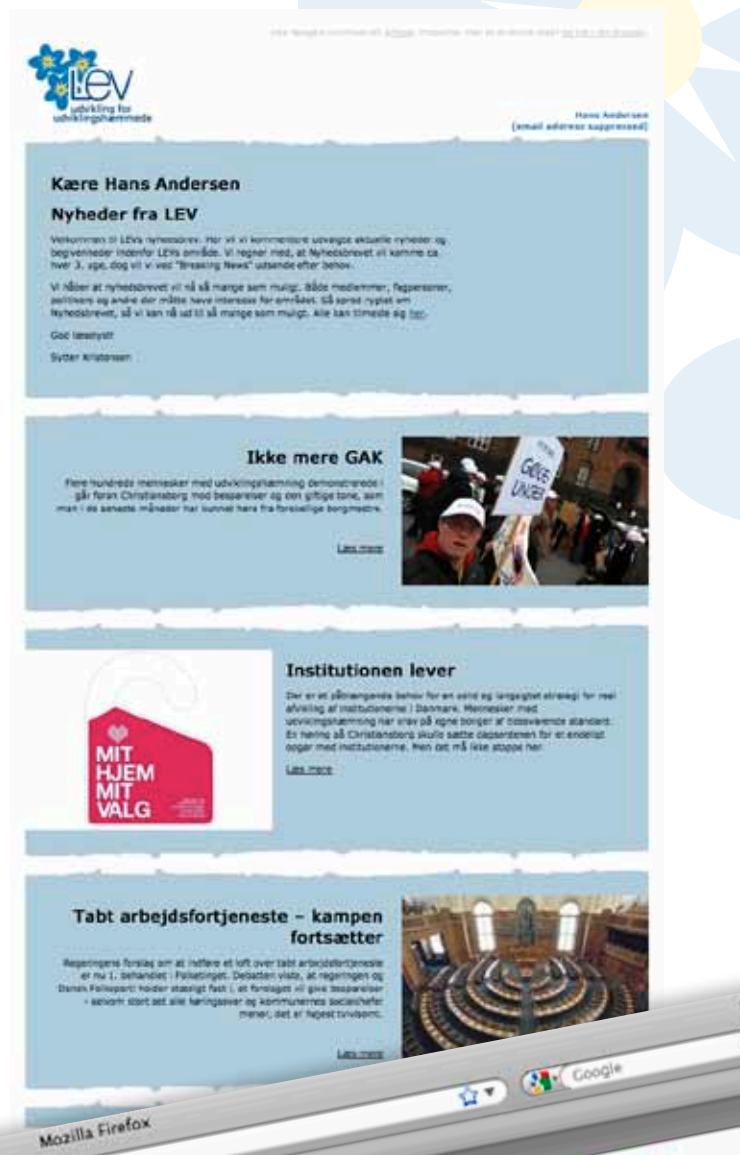 LEV
udvikling for
udviklingshæmmede
Hans Andersen
[email address suppressed]
Kære Hans Andersen
Nyheder fra LEV
Velkommen til LEVs nyhedsbrev. Her vil vi kommentere udvalgte aktuelle nyheder og
begivenheder indenfor LEVs område. Vi regner med, at Nyhedsbrevet vil komme ca.
hver 3. uge, dog vil vi ved "Breaking News" udsende efter behov.
Vi håber at nyhedsbrevet vil nå så mange som muligt. Både medlemmer, fagpersoner,
politikere og andre der måtte have interesse for området. Så spred rygtet om
Nyhedsbrevet, så vi kan nå ud til så mange som muligt. Alle kan tilmelde sig her.
God læselyst!
Sytter Kristensen
Ikke mere GAK
Flere hundrede mennesker med udviklingshæmning demonstrerede i
går foran Christiansborg mod besparelser og den giftige tone, som
man i de seneste måneder har kunnet høre fra forskellige borgmestre.
Læs mere
GØGE
UNGER
Institutionen lever
Der er et påtrængende behov for en solid og langsigtet strategi for reel
afvikling af institutionerne i Danmark. Mennesker med
udviklingshæmning har krav på egne boliger af tidssvarende standard.
En høring på Christiansborg skulle sætte dagsordenen for et endeligt
opgør med institutionerne. Men det må ikke stoppe her.
Læs mere
MIT
HJEM
MIT
VALG
Tabt arbejdsfortjeneste – kampen
fortsætter
Regeringens forslag om at indføre et loft over tabt arbejdsfortjeneste
er nu 1. behandlet i Folketinget. Debatten viste, at regeringen og
Dansk Folkeparti holder stædigt fast i, at forslaget vil give besparelser
- selvom stort set alle høringssvar og kommunernes socialchefer
mener, det er højest tvivlsomt.
Læs mere
Google
Mozilla Firefox